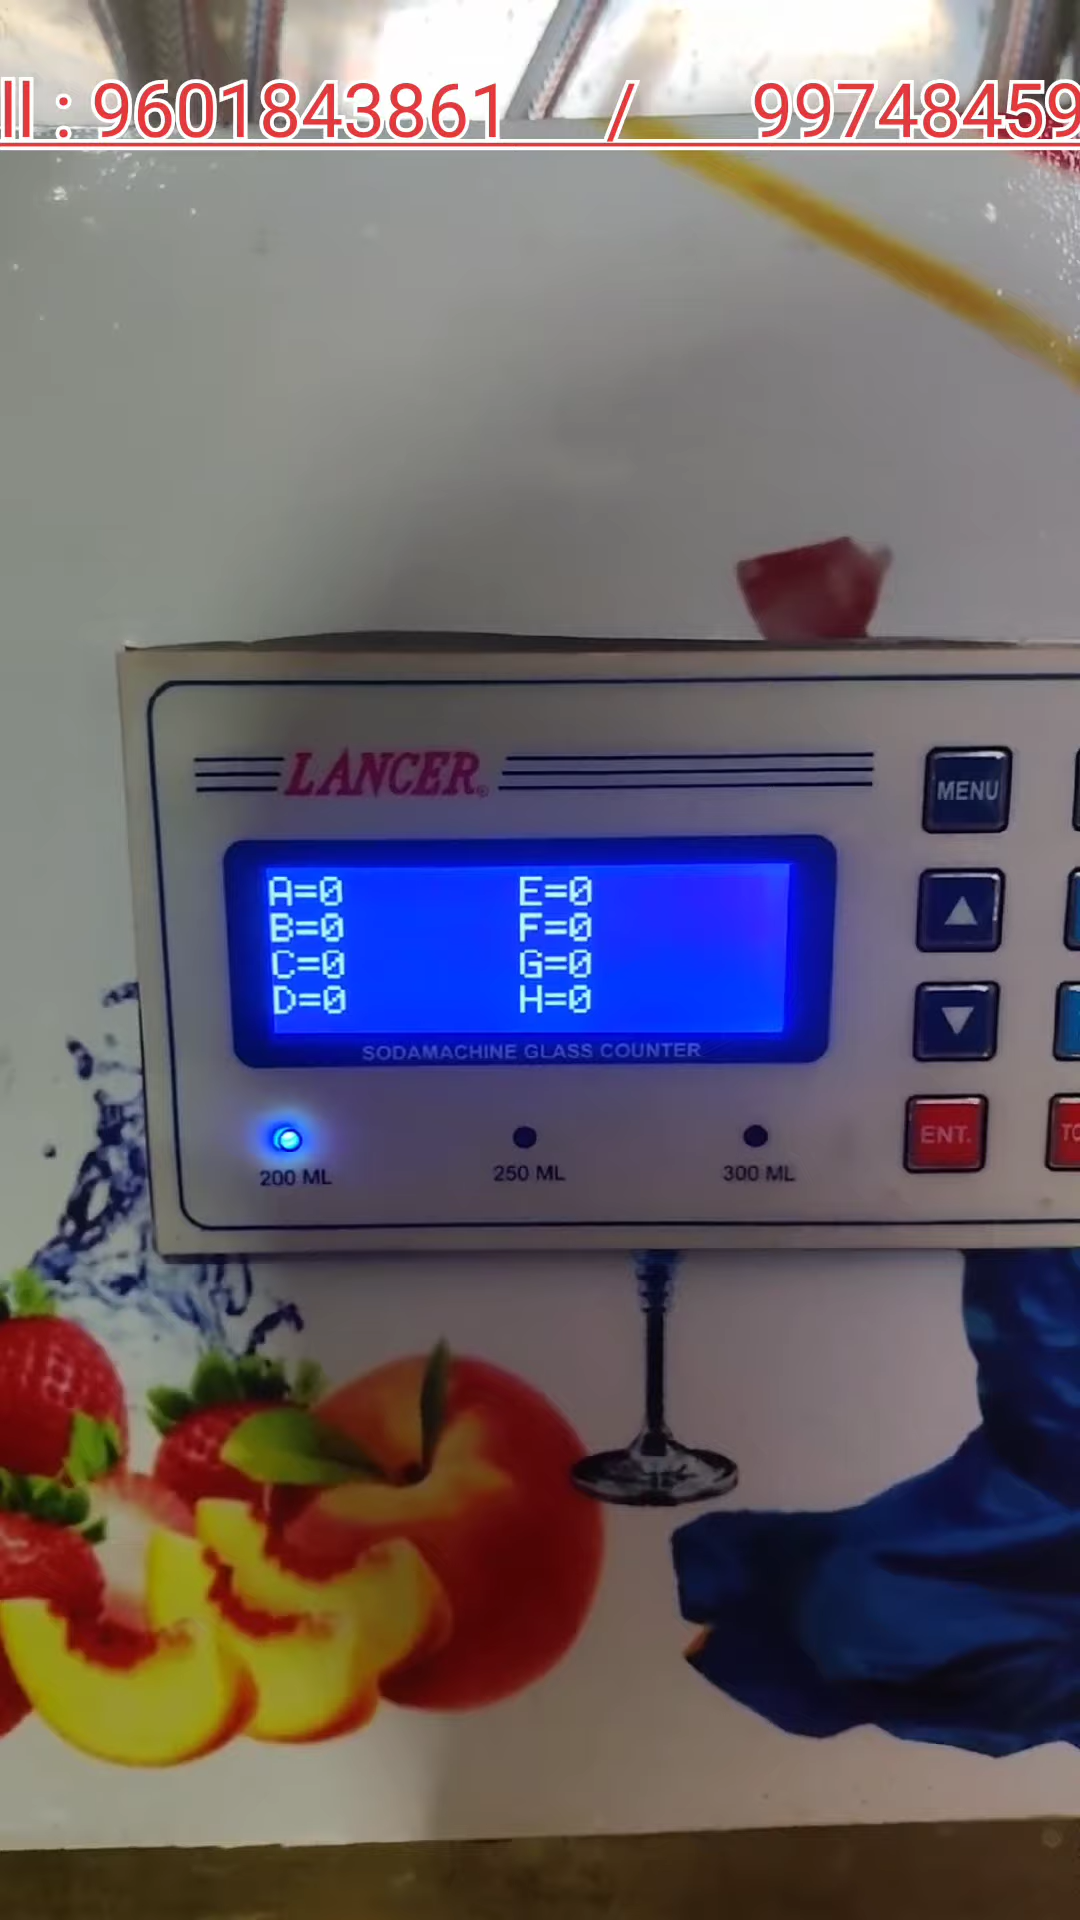 ll : 9601843861 / 99748459
LANCER®
MENU
A=0 E=0
B=0 F=0
C=0 G=0
D=0 H=0
SODAMACHINE GLASS COUNTER
ENT.
TO
200 ML 250 ML 300 ML